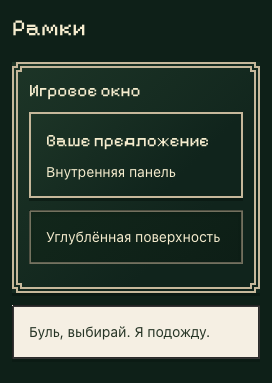 Рамки
Игровое окно
Ваше предложение
Внутренняя панель
Углублённая поверхность
Буль, выбирай. Я подожду.